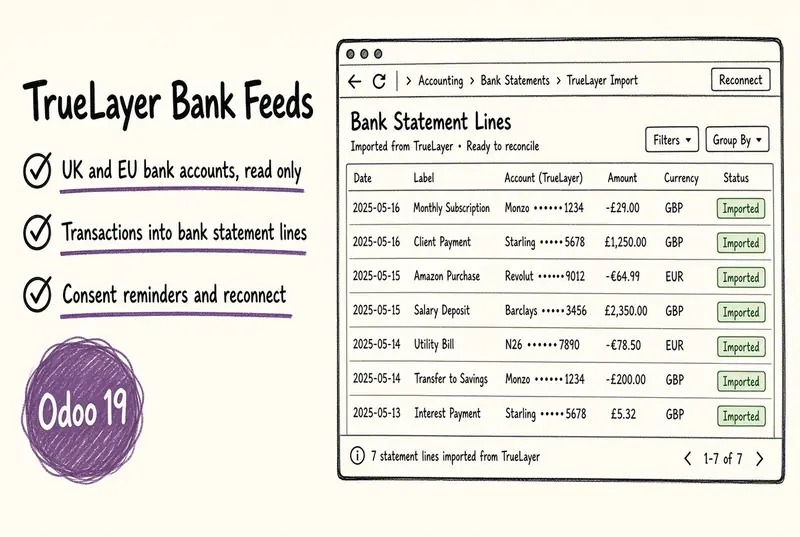 TrueLayer Bank Feeds
UK and EU bank accounts, read only
Transactions into bank statement lines
Consent reminders and reconnect
Odoo 19
> Accounting > Bank Statements > TrueLayer Import
Reconnect
Bank Statement Lines
Imported from TrueLayer • Ready to reconcile
Filters
Group By
Date Label Account (TrueLayer) Amount Currency Status
2025-05-16 Monthly Subscription Monzo ••••••1234 -£29.00 GBP Imported
2025-05-16 Client Payment Starling •••••5678 £1,250.00 GBP Imported
2025-05-15 Amazon Purchase Revolut ••••••9012 -€64.99 EUR Imported
2025-05-15 Salary Deposit Barclays ••••3456 £2,350.00 GBP Imported
2025-05-14 Utility Bill N26 ••••••7890 -€78.50 EUR Imported
2025-05-14 Transfer to Savings Monzo ••••••1234 -£200.00 GBP Imported
2025-05-13 Interest Payment Starling •••••5678 £5.32 GBP Imported
7 statement lines imported from TrueLayer
1-7 of 7